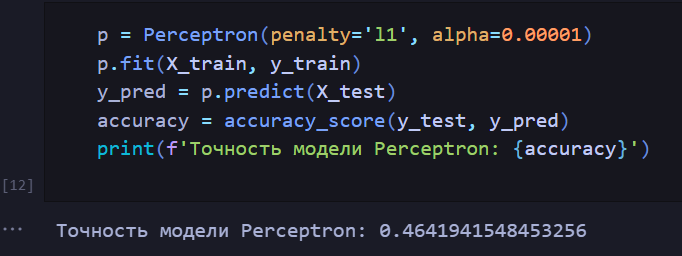 p = Perceptron(penalty='l1', alpha=0.00001)
p.fit(X_train, y_train)
y_pred = p.predict(X_test)
accuracy = accuracy_score(y_test, y_pred)
print(f'Точность модели Perceptron: {accuracy}')
[12]
... Точность модели Perceptron: 0.4641941548453256